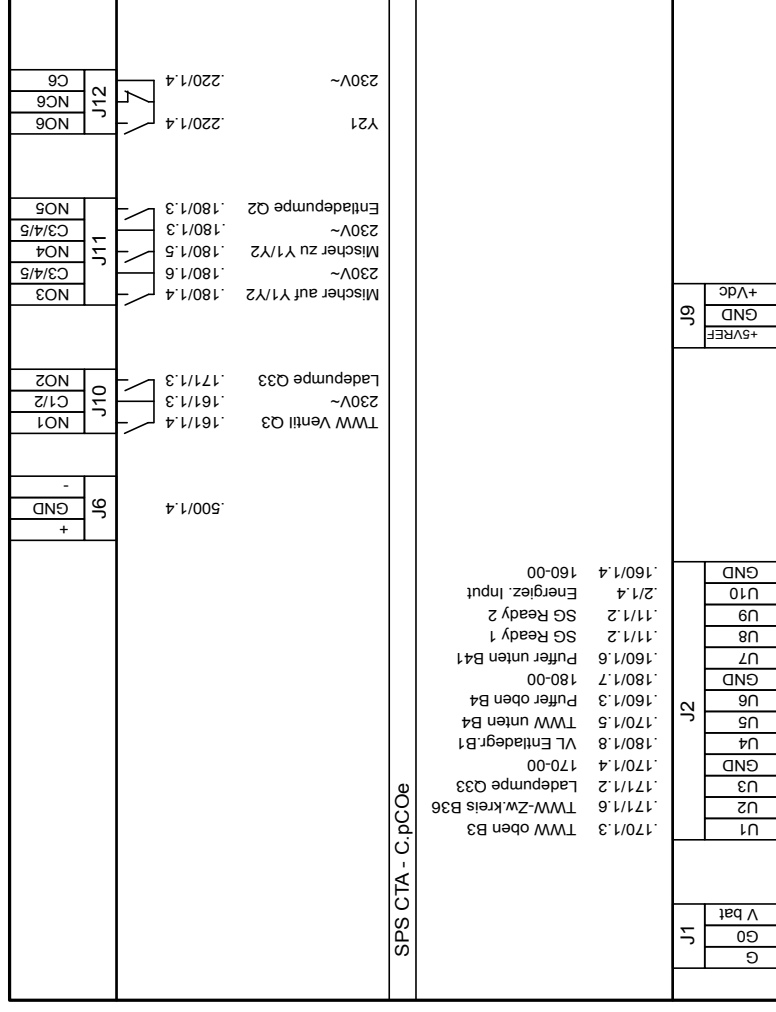 J1
G
G0
V bat
J2
U1 .170/1.3 TWW oben B3
U2 .171/1.6 TWW-Zw.kreis B36
U3 .171/1.2 Ladepumpe Q33
GND .170/1.4 170-00
U4 .180/1.8 VL Entladegr.B1
U5 .170/1.5 TWW unten B4
U6 .160/1.3 Puffer oben B4
GND .180/1.7 180-00
U7 .160/1.6 Puffer unten B41
U8 .11/1.2 SG Ready 1
U9 .11/1.2 SG Ready 2
U10 .2/1.4 Energiez. Input
GND .160/1.4 160-00
J9
+5VREF
GND
+Vdc
SPS CTA - C.pCOe
J6
+
.500/1.4 GND
-
J10
TWW Ventil Q3 .161/1.4 NO1
230V~ .161/1.3 C1/2
Ladepumpe Q33 .171/1.3 NO2
J11
Mischer auf Y1/Y2 .180/1.4 NO3
230V~ .180/1.6 C3/4/5
Mischer zu Y1/Y2 .180/1.5 NO4
230V~ .180/1.3 C3/4/5
Entladepumpe Q2 .180/1.3 NO5
J12
Y21 .220/1.4 NO6
NC6
230V~ .220/1.4 C6